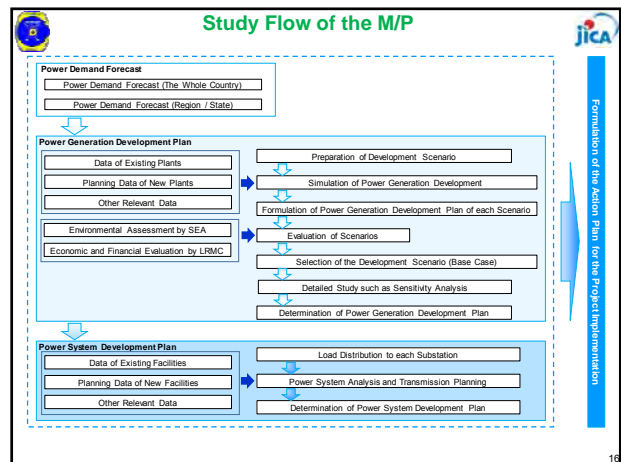 Study Flow of the M/P
jICA
Power Demand Forecast
Power Demand Forecast (The Whole Country)
Power Demand Forecast (Region / State)
Power Generation Development Plan
Data of Existing Plants
Planning Data of New Plants
Other Relevant Data
Environmental Assessment by SEA
Economic and Financial Evaluation by LRMC
Preparation of Development Scenario
Simulation of Power Generation Development
Formulation of Power Generation Development Plan of each Scenario
Evaluation of Scenarios
Selection of the Development Scenario (Base Case)
Detailed Study such as Sensitivity Analysis
Determination of Power Generation Development Plan
Power System Development Plan
Data of Existing Facilities
Planning Data of New Facilities
Other Relevant Data
Load Distribution to each Substation
Power System Analysis and Transmission Planning
Determination of Power System Development Plan
Formulation of the Action Plan for the Project Implementation
16